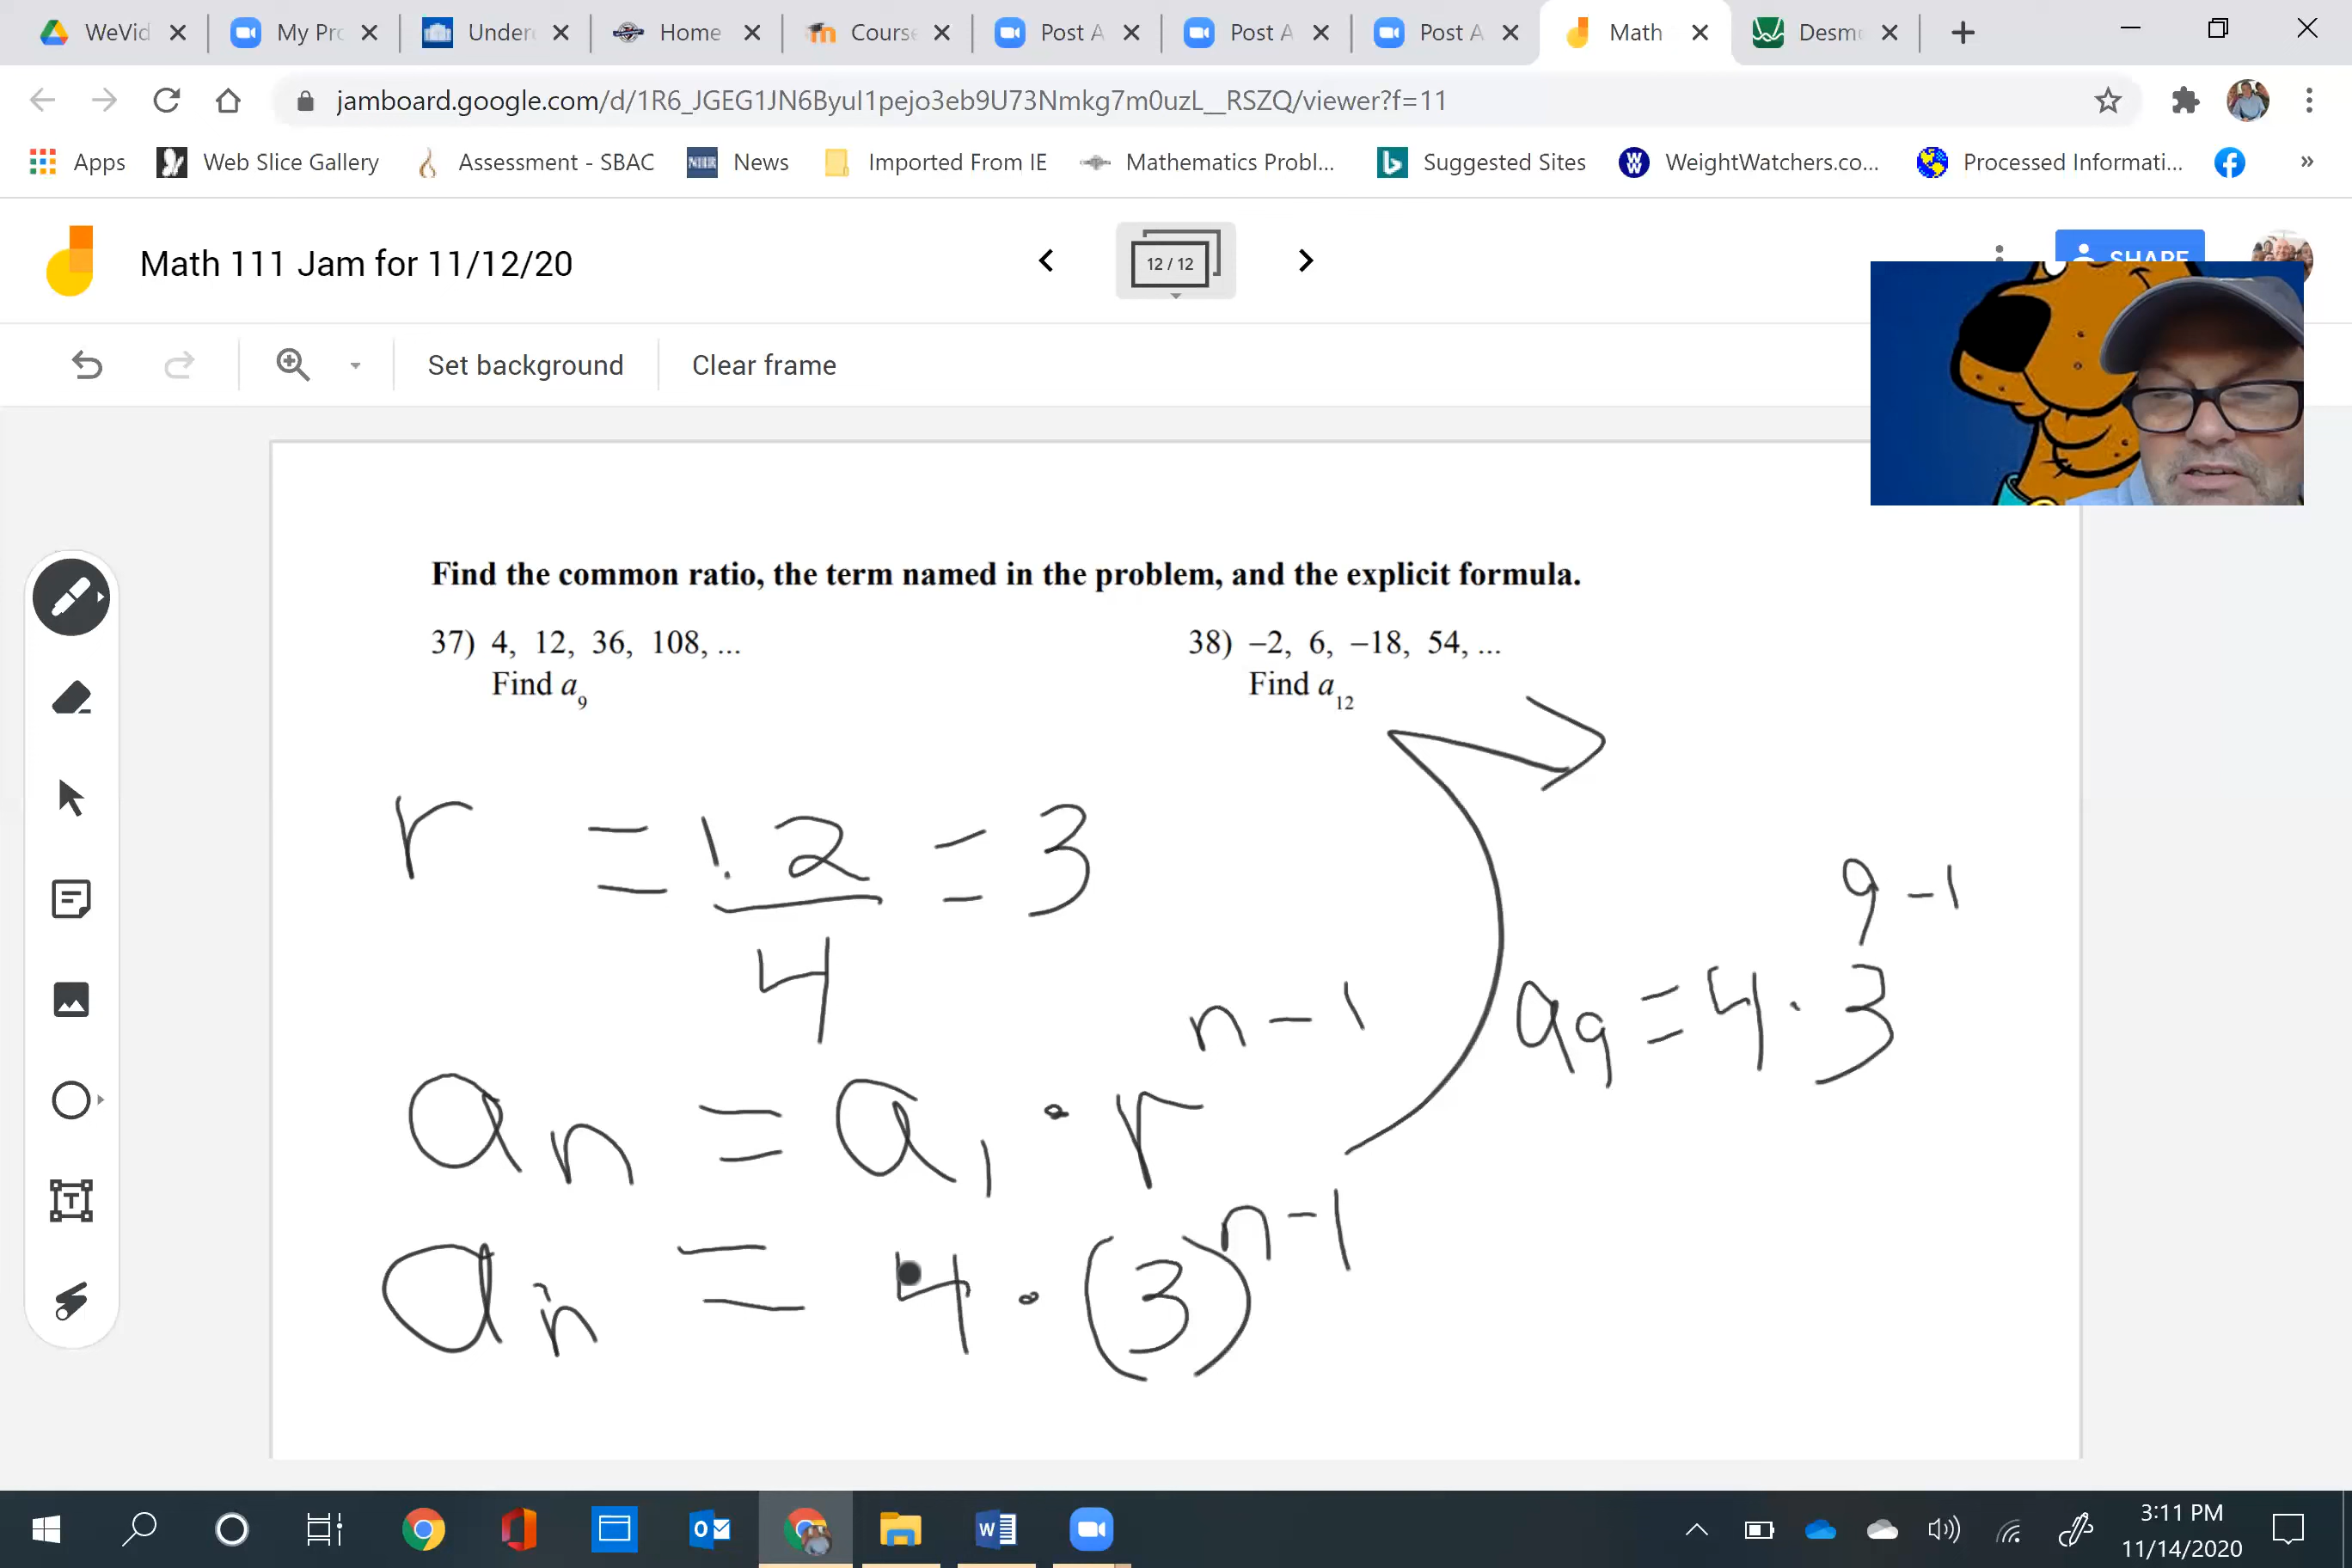 WeVid My Pro Under Home Course Post A Post A Post A Math Desm
jamboard.google.com/d/1R6_JGEG1JN6ByuI1pejo3eb9U73Nmkg7m0uzL__RSZQ/viewer?f=11
Apps Web Slice Gallery Assessment - SBAC NHR News Imported From IE Mathematics Probl... Suggested Sites WeightWatchers.co... Processed Informati... »
Math 111 Jam for 11/12/20 12 / 12 SHARE
Set background Clear frame
Find the common ratio, the term named in the problem, and the explicit formula.
37) 4, 12, 36, 108, ... 38) –2, 6, –18, 54, ...
Find a₉ Find a₁₂
r = 12/4 = 3
aₙ = a₁ · r^(n-1) a₉ = 4 · 3^(9-1)
aₙ = 4 · (3)^(n-1)
3:11 PM
11/14/2020